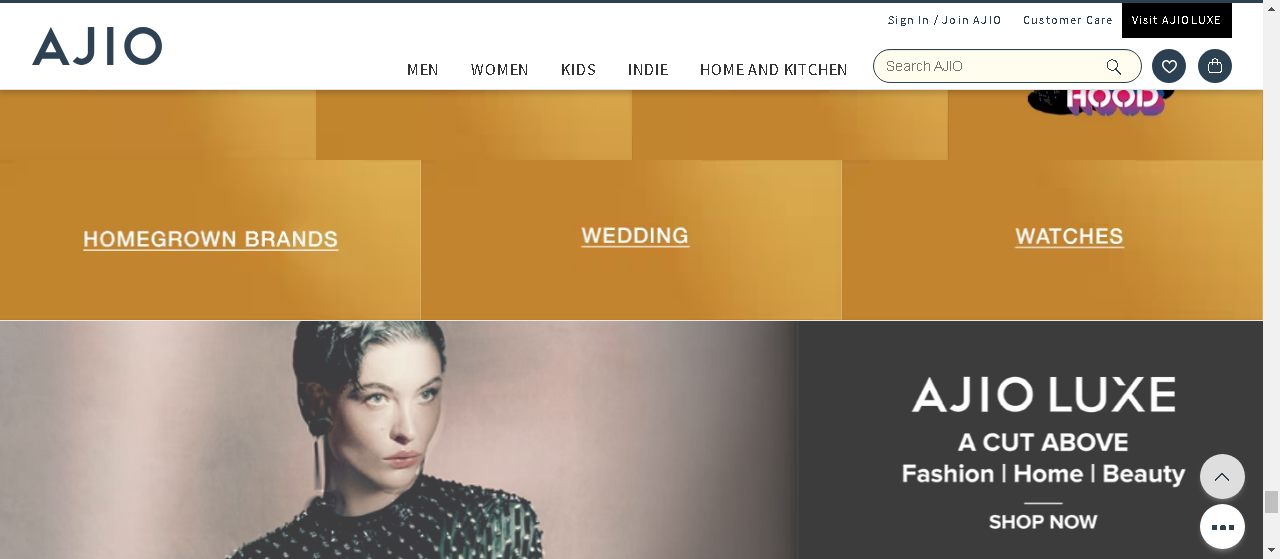 Sign In / Join AJIO
Customer Care
Visit AJIOLUXE
AJIO
MEN
WOMEN
KIDS
INDIE
HOME AND KITCHEN
Search AJIO
HOOD
HOMEGROWN BRANDS
WEDDING
WATCHES
AJIO LUXE
A CUT ABOVE
Fashion | Home | Beauty
SHOP NOW